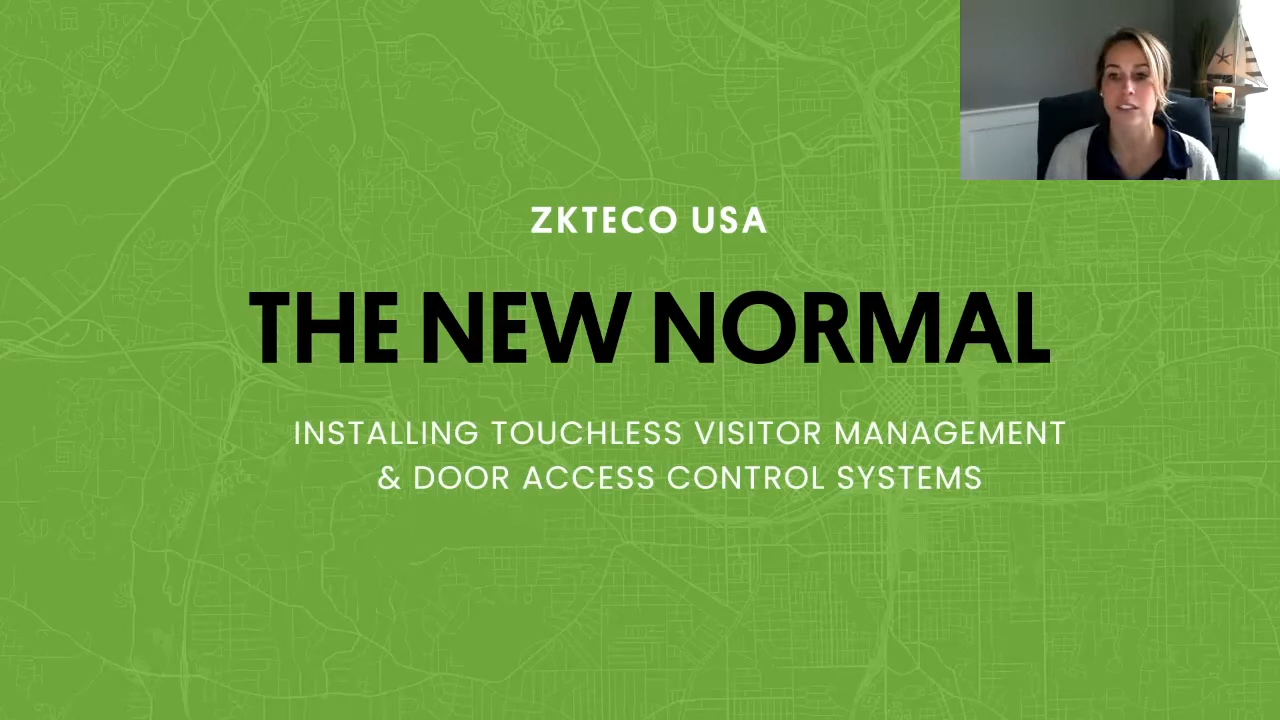 ZKTECO USA
THE NEW NORMAL
INSTALLING TOUCHLESS VISITOR MANAGEMENT
& DOOR ACCESS CONTROL SYSTEMS